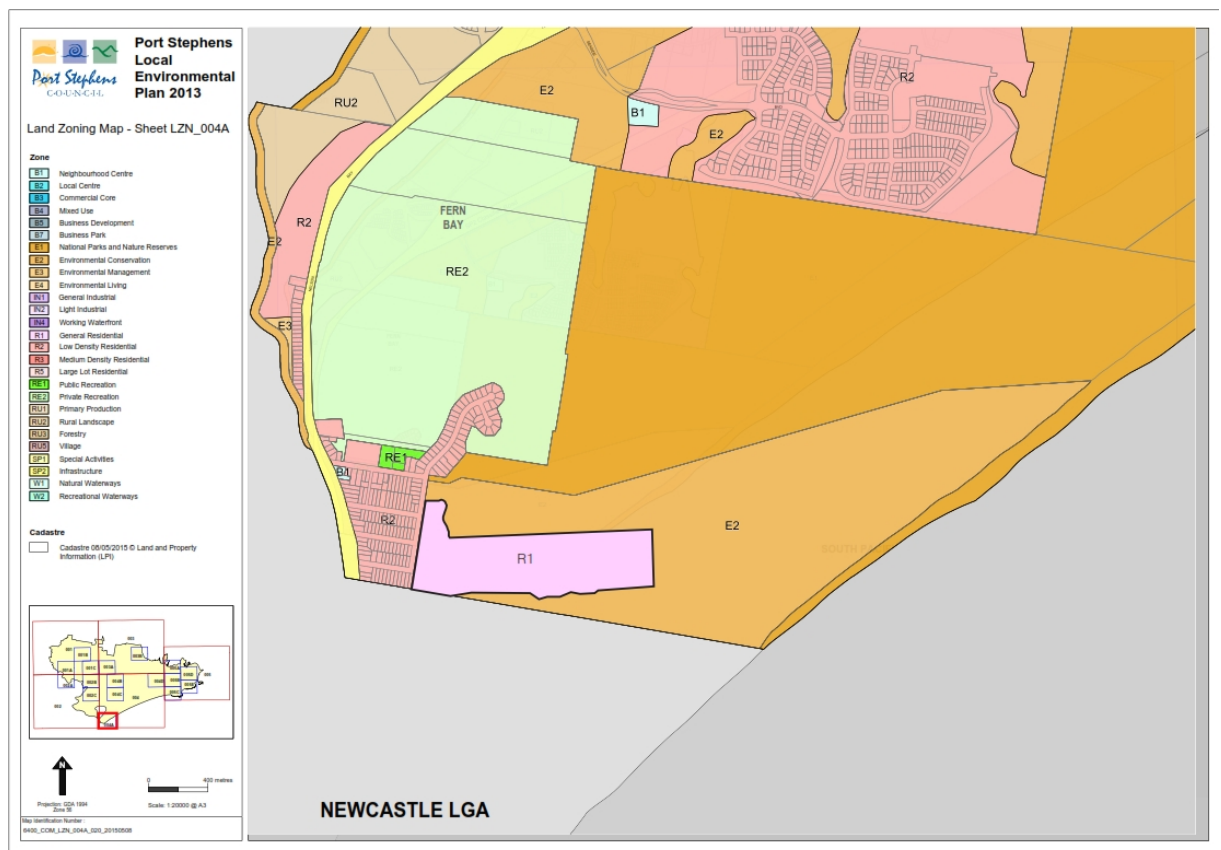 Port Stephens
Local
Environmental
Plan 2013
Port Stephens
C·O·U·N·C·I·L
Land Zoning Map - Sheet LZN_004A
Zone
B1 Neighbourhood Centre
B2 Local Centre
B3 Commercial Core
B4 Mixed Use
B5 Business Development
B7 Business Park
E1 National Parks and Nature Reserves
E2 Environmental Conservation
E3 Environmental Management
E4 Environmental Living
IN1 General Industrial
IN2 Light Industrial
IN4 Working Waterfront
R1 General Residential
R2 Low Density Residential
R3 Medium Density Residential
R5 Large Lot Residential
RE1 Public Recreation
RE2 Private Recreation
RU1 Primary Production
RU2 Rural Landscape
RU3 Forestry
RU5 Village
SP1 Special Activities
SP2 Infrastructure
W1 Natural Waterways
W2 Recreational Waterways
Cadastre
Cadastre 08/05/2015 © Land and Property
Information (LPI)
N
Projection: GDA 1994
Zone 56
0 400 metres
Scale: 1:20000 @ A3
Map Identification Number :
6400_COM_LZN_004A_020_20150508
RU2
E2
B1
R2
E2
R2
E2
FERN
BAY
RE2
E3
RE1
B1
R2
R1
E2
NEWCASTLE LGA